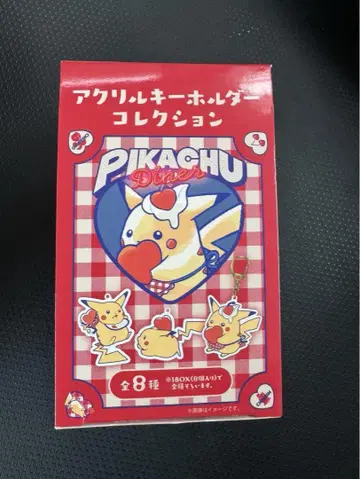 アクリルキーホルダー
コレクション
PIKACHU
Diner
全8種
※1BOX(8個入り)で
全種そろいます。
※画像はイメージです。